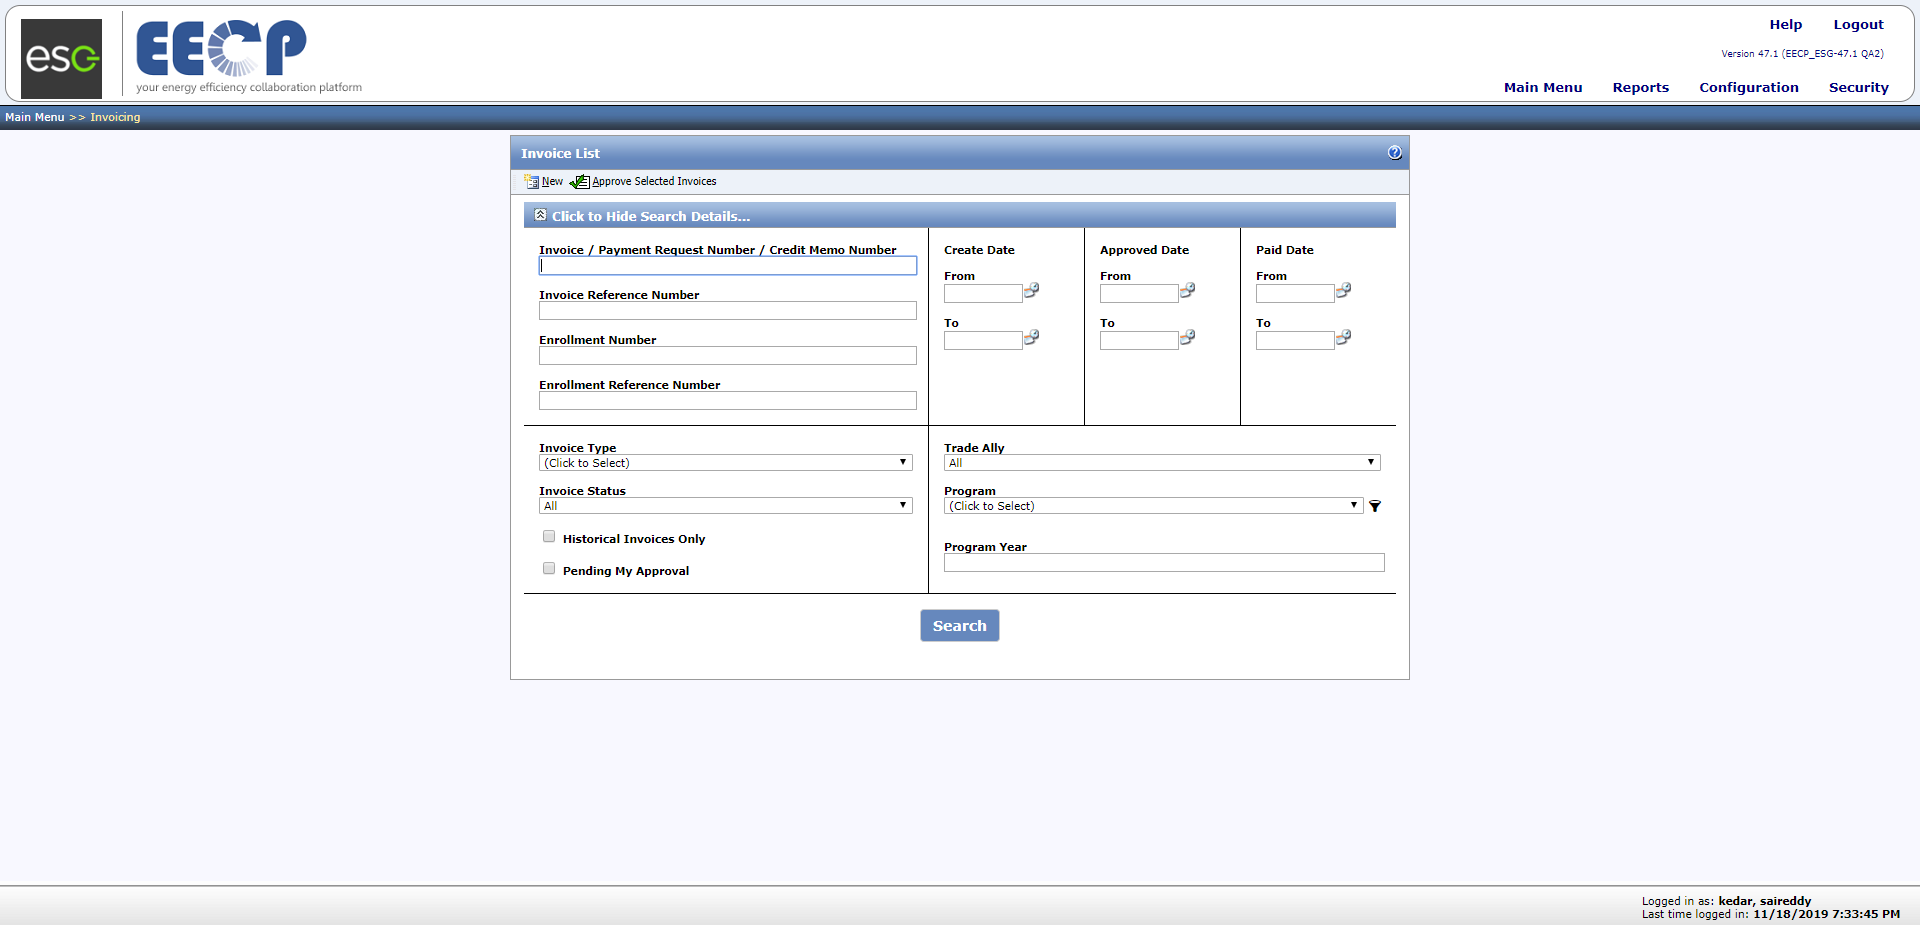 esg
EECP
your energy efficiency collaboration platform
Help Logout
Version 47.1 (EECP_ESG-47.1 QA2)
Main Menu Reports Configuration Security
Main Menu >> Invoicing
Invoice List
New Approve Selected Invoices
Click to Hide Search Details...
Invoice / Payment Request Number / Credit Memo Number
Invoice Reference Number
Enrollment Number
Enrollment Reference Number
Create Date
From
To
Approved Date
From
To
Paid Date
From
To
Invoice Type
(Click to Select)
Invoice Status
All
Historical Invoices Only
Pending My Approval
Trade Ally
All
Program
(Click to Select)
Program Year
Search
Logged in as: kedar, saireddy
Last time logged in: 11/18/2019 7:33:45 PM